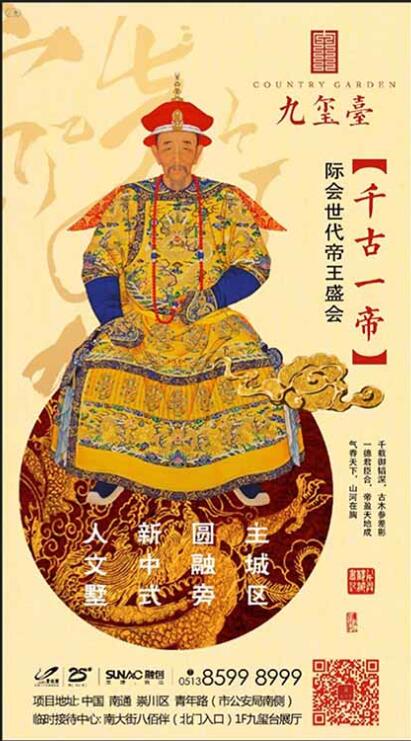 COUNTRY GARDEN
九玺臺
【千古一帝】
际会世代帝王盛会
千载御韬深，古木参差影
一德君臣合，帝盈天地成
气吞天下，山河在胸
主城区
圆融旁
新中式
人文墅
25
SUNAC 融创
0513 8599 8999
项目地址：中国 南通 崇川区 青年路（市公安局南侧）
临时接待中心：南大街八佰伴（北门入口）1F九玺台展厅